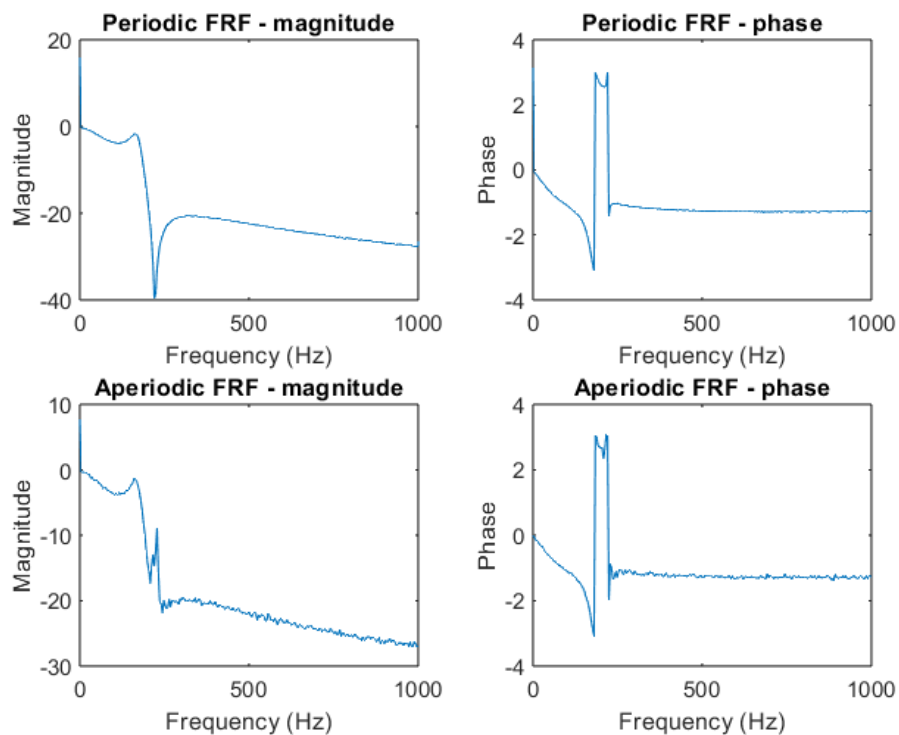 Periodic FRF - magnitude
20
0
-20
-40
Magnitude
0
500
1000
Frequency (Hz)
Periodic FRF - phase
4
2
0
-2
-4
Phase
0
500
1000
Frequency (Hz)
Aperiodic FRF - magnitude
10
0
-10
-20
-30
Magnitude
0
500
1000
Frequency (Hz)
Aperiodic FRF - phase
4
2
0
-2
-4
Phase
0
500
1000
Frequency (Hz)